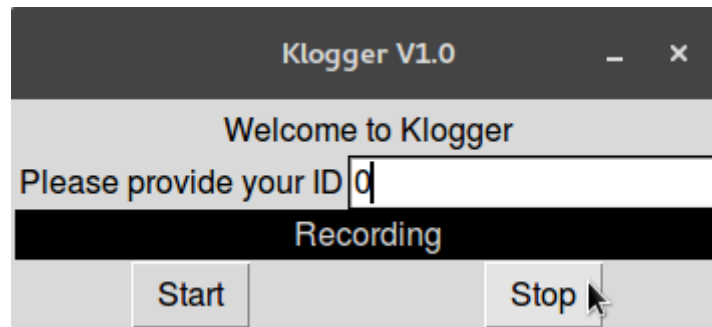 Klogger V1.0
Welcome to Klogger
Please provide your ID 0
Recording
Start Stop